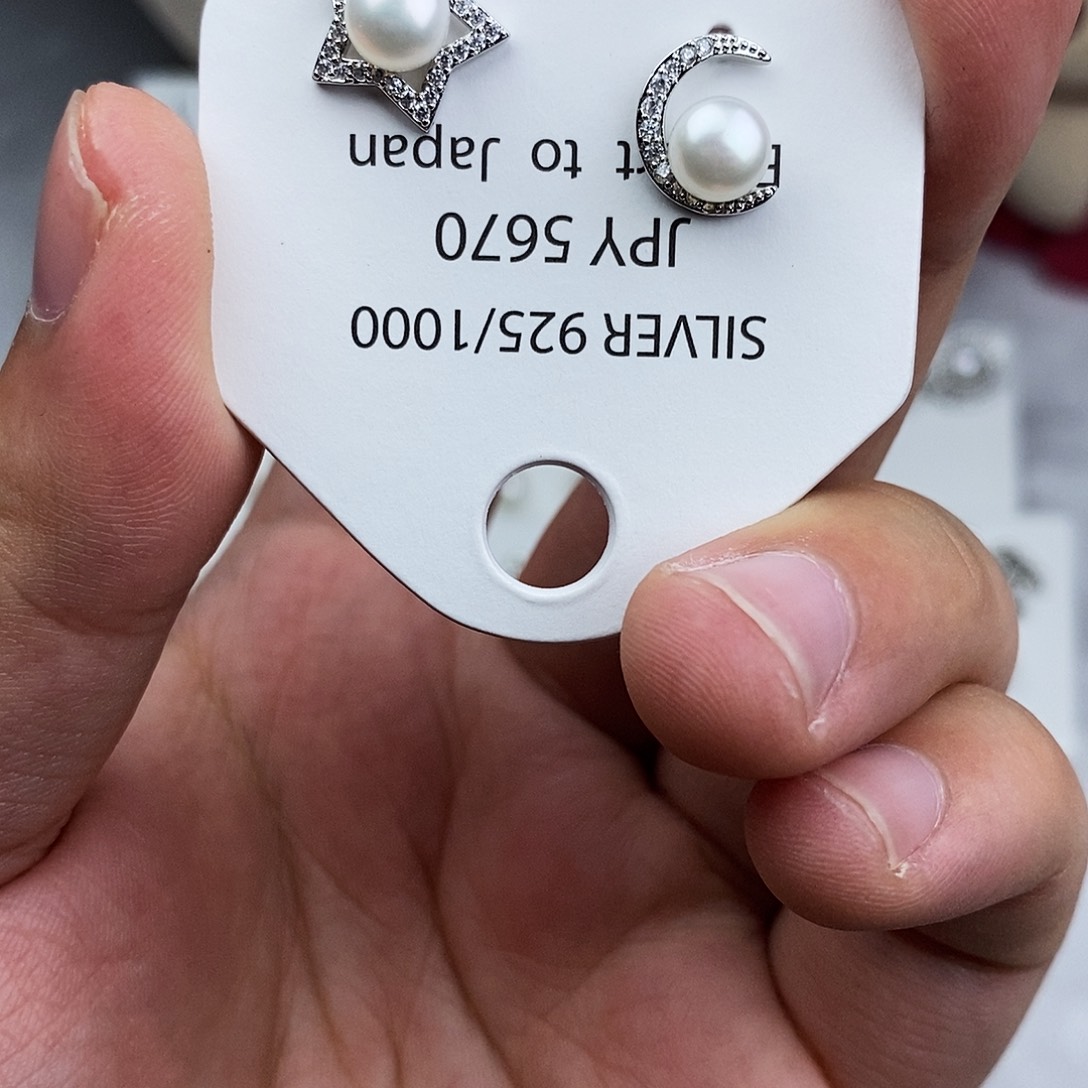 SILVER 925/1000
JPY 5670
to Japan